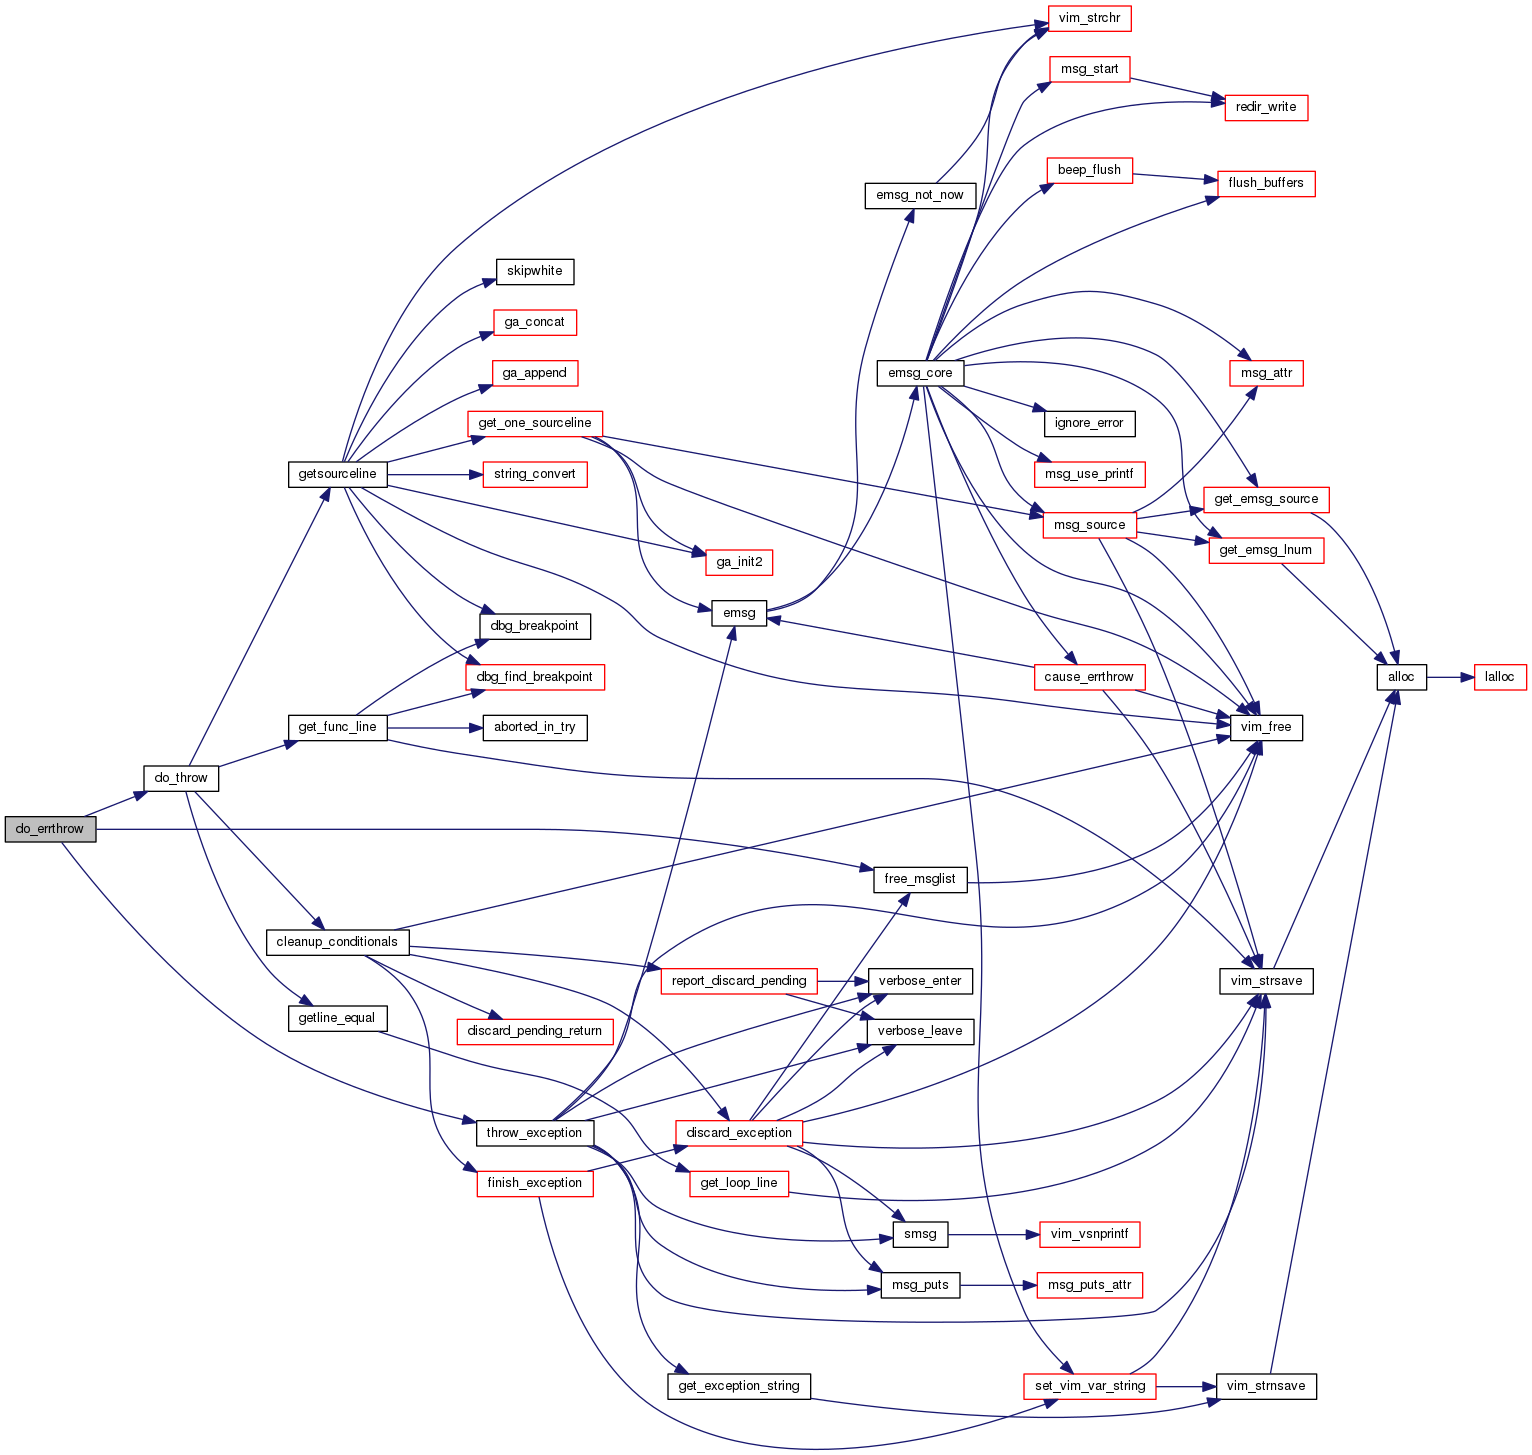 vim_strchr
msg_start
redir_write
beep_flush
flush_buffers
emsg_not_now
skipwhite
ga_concat
ga_append
emsg_core
msg_attr
get_one_sourceline
ignore_error
getsourceline
string_convert
msg_use_printf
get_emsg_source
msg_source
get_emsg_lnum
ga_init2
emsg
dbg_breakpoint
dbg_find_breakpoint
cause_errthrow
alloc
lalloc
get_func_line
aborted_in_try
vim_free
do_throw
do_errthrow
free_msglist
cleanup_conditionals
report_discard_pending
verbose_enter
vim_strsave
getline_equal
discard_pending_return
verbose_leave
throw_exception
discard_exception
finish_exception
get_loop_line
smsg
vim_vsnprintf
msg_puts
msg_puts_attr
get_exception_string
set_vim_var_string
vim_strnsave